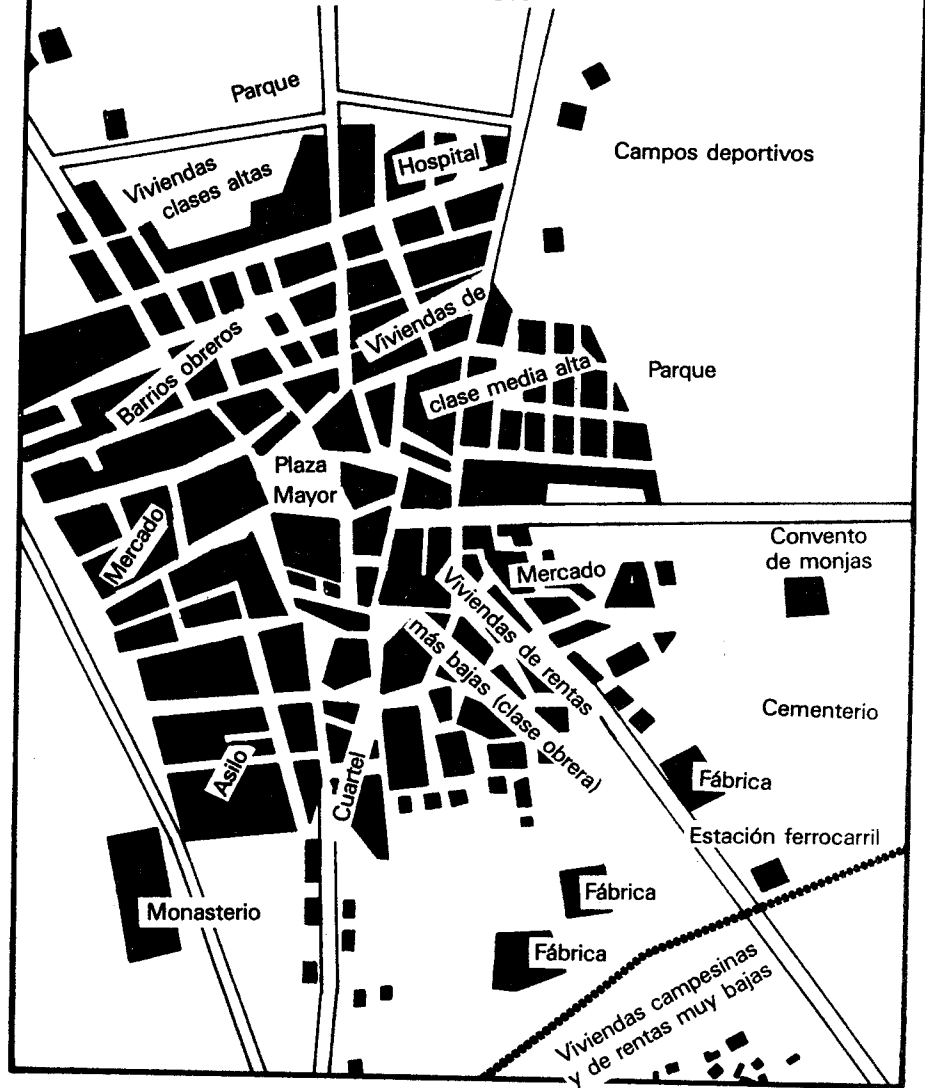 Parque
Viviendas
clases altas
Hospital
Campos deportivos
Barrios obreros
Viviendas de
clase media alta
Parque
Plaza
Mayor
Mercado
Mercado
Convento
de monjas
Viviendas de rentas
más bajas (clase obrera)
Cementerio
Asilo
Cuartel
Fábrica
Estación ferrocarril
Fábrica
Monasterio
Fábrica
Viviendas campesinas
y de rentas muy bajas